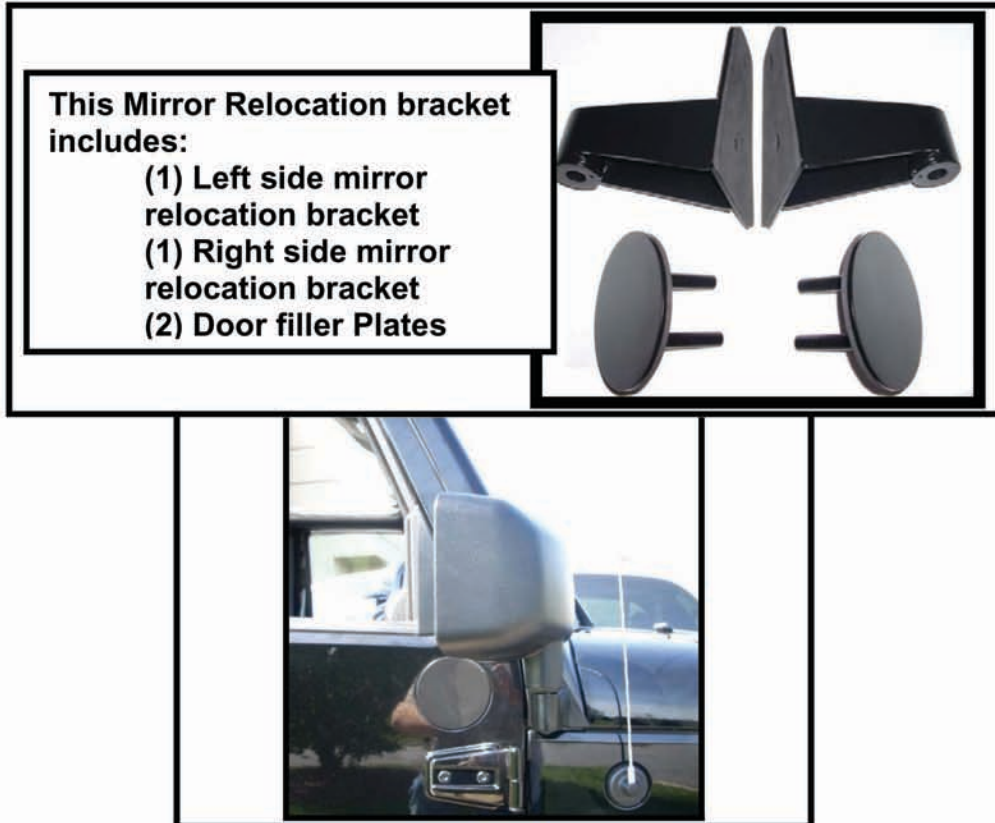 This Mirror Relocation bracket
includes:
(1) Left side mirror
relocation bracket
(1) Right side mirror
relocation bracket
(2) Door filler Plates